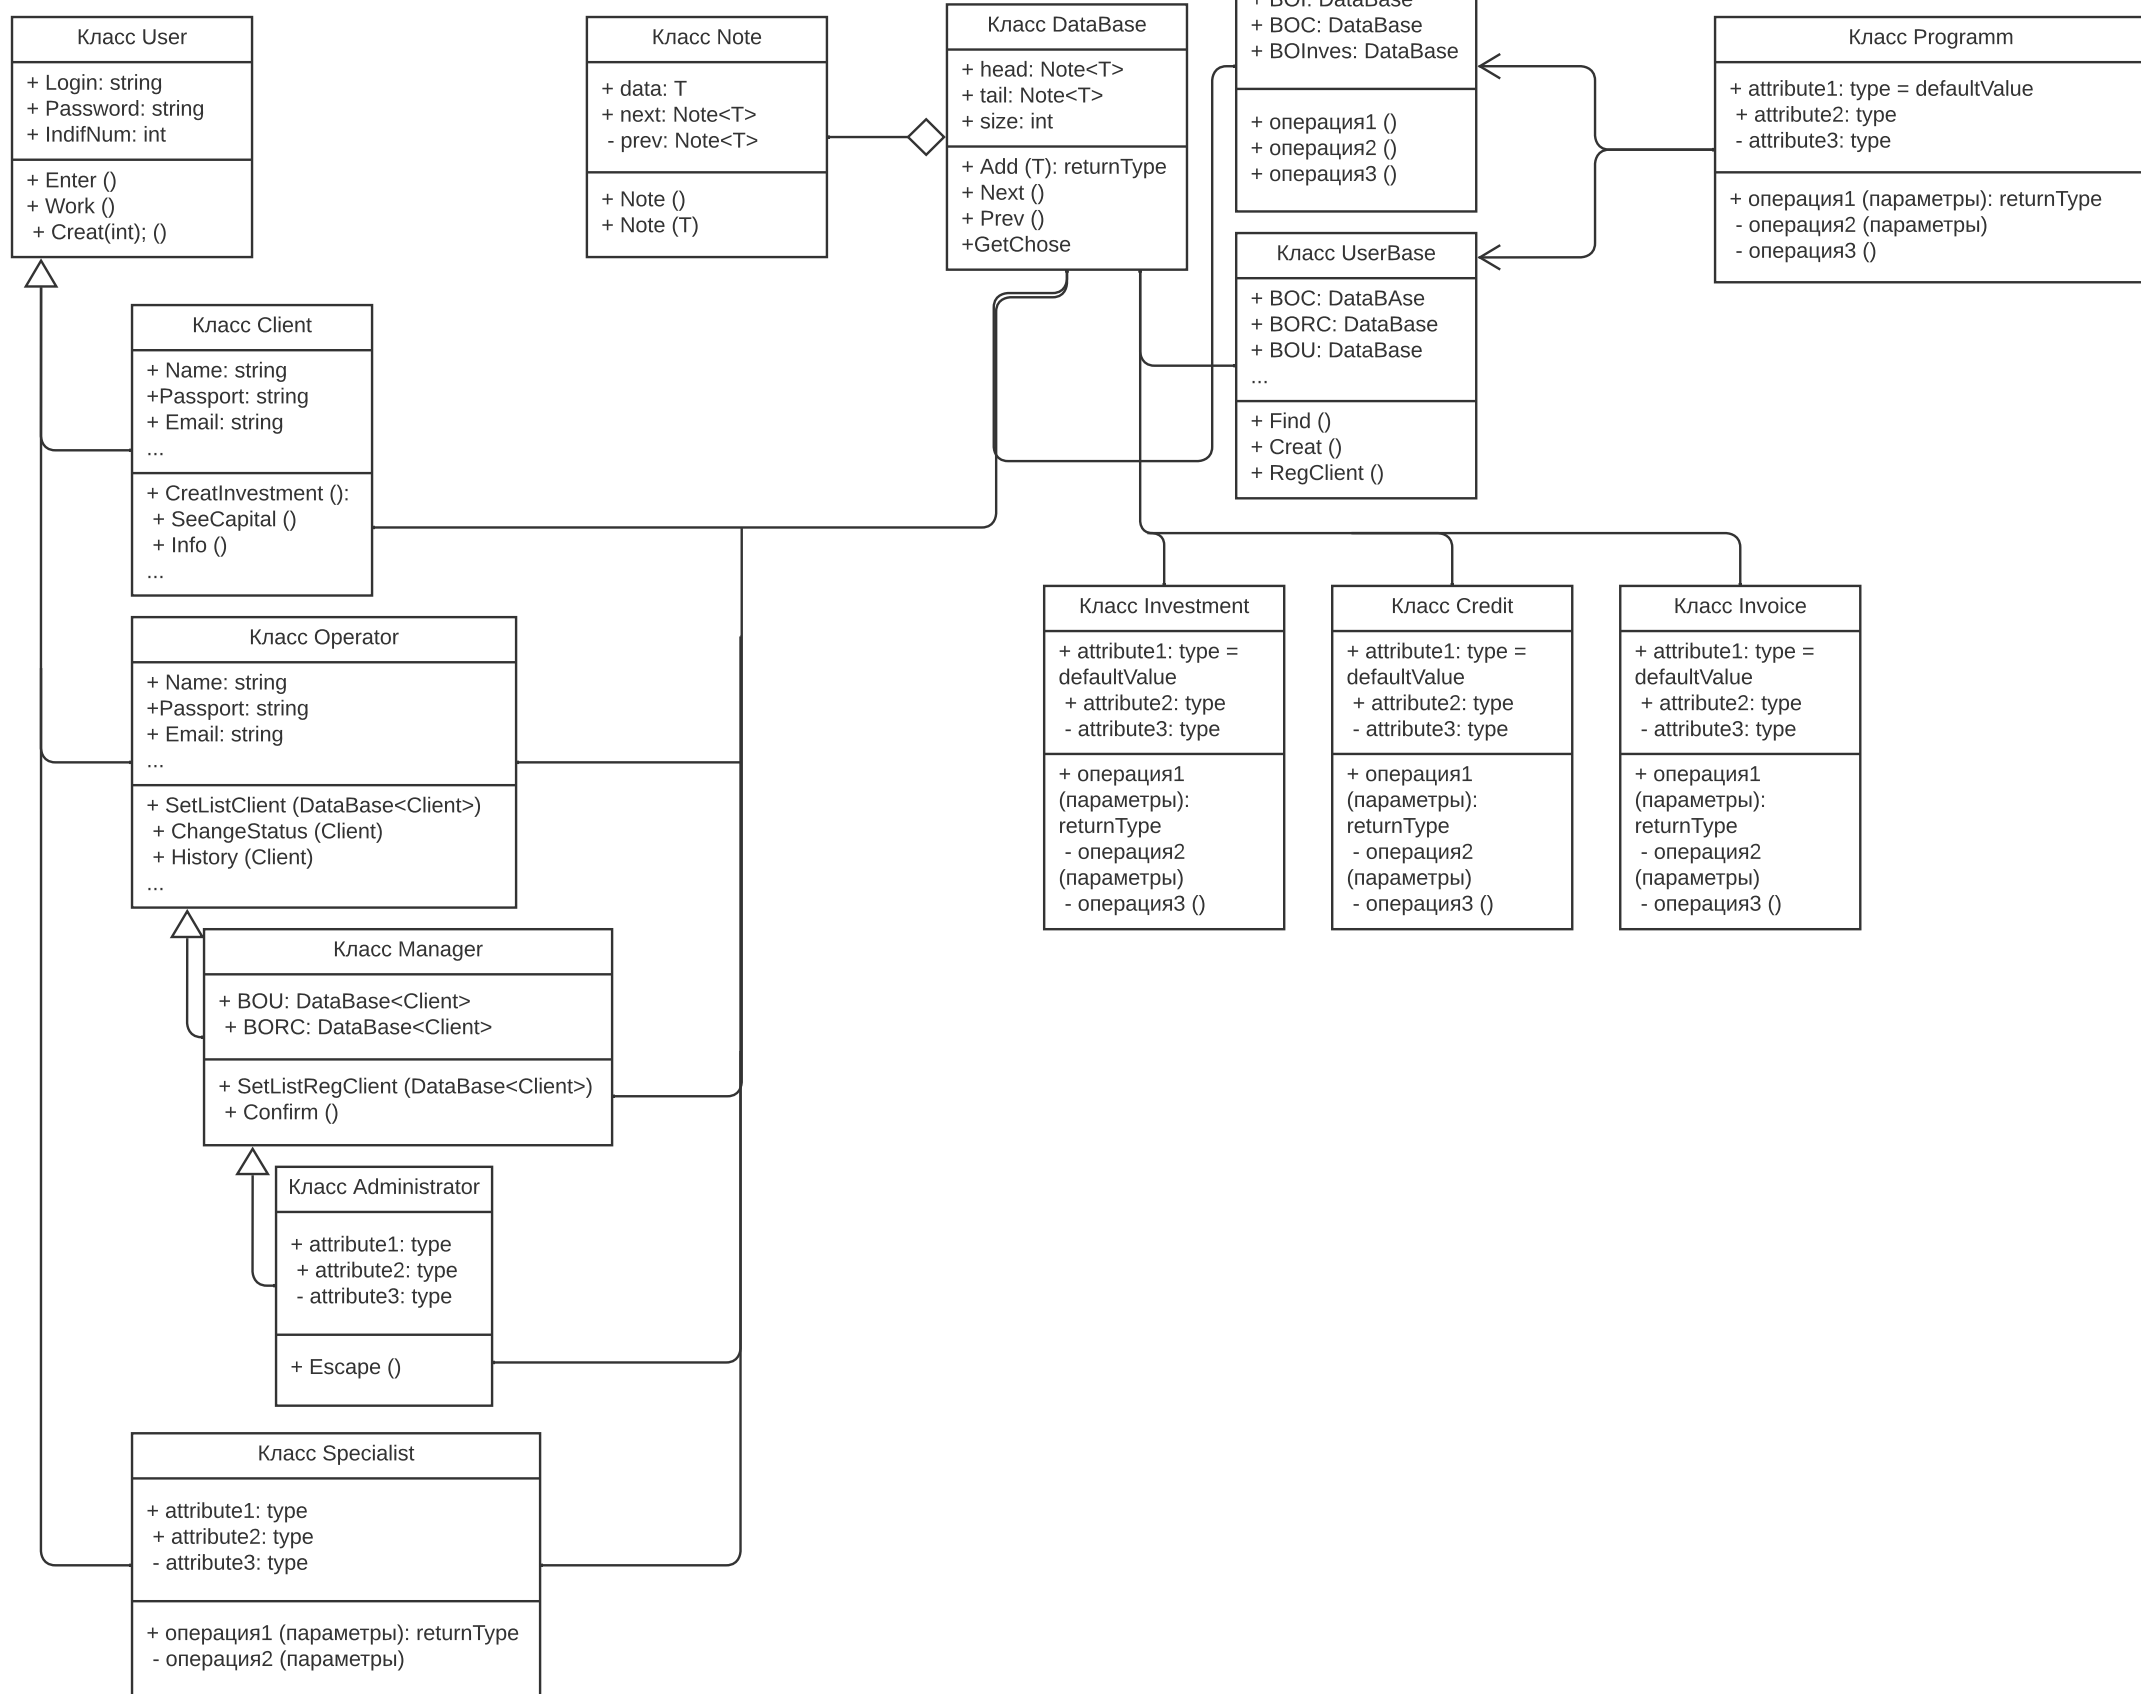 Класс User
+ Login: string
+ Password: string
+ IndifNum: int
+ Enter ()
+ Work ()
+ Creat(int); ()
Класс Note
+ data: T
+ next: Note<T>
- prev: Note<T>
+ Note ()
+ Note (T)
Класс DataBase
+ head: Note<T>
+ tail: Note<T>
+ size: int
+ Add (T): returnType
+ Next ()
+ Prev ()
+GetChose
+ BOC: DataBase
+ BOInves: DataBase
+ операция1 ()
+ операция2 ()
+ операция3 ()
Класс Programm
+ attribute1: type = defaultValue
+ attribute2: type
- attribute3: type
+ операция1 (параметры): returnType
- операция2 (параметры)
- операция3 ()
Класс UserBase
+ BOC: DataBAse
+ BORC: DataBase
+ BOU: DataBase
...
+ Find ()
+ Creat ()
+ RegClient ()
Класс Client
+ Name: string
+Passport: string
+ Email: string
...
+ CreatInvestment ():
+ SeeCapital ()
+ Info ()
...
Класс Operator
+ Name: string
+Passport: string
+ Email: string
...
+ SetListClient (DataBase<Client>)
+ ChangeStatus (Client)
+ History (Client)
...
Класс Investment
+ attribute1: type =
defaultValue
+ attribute2: type
- attribute3: type
+ операция1
(параметры):
returnType
- операция2
(параметры)
- операция3 ()
Класс Credit
+ attribute1: type =
defaultValue
+ attribute2: type
- attribute3: type
+ операция1
(параметры):
returnType
- операция2
(параметры)
- операция3 ()
Класс Invoice
+ attribute1: type =
defaultValue
+ attribute2: type
- attribute3: type
+ операция1
(параметры):
returnType
- операция2
(параметры)
- операция3 ()
Класс Manager
+ BOU: DataBase<Client>
+ BORC: DataBase<Client>
+ SetListRegClient (DataBase<Client>)
+ Confirm ()
Класс Administrator
+ attribute1: type
+ attribute2: type
- attribute3: type
+ Escape ()
Класс Specialist
+ attribute1: type
+ attribute2: type
- attribute3: type
+ операция1 (параметры): returnType
- операция2 (параметры)